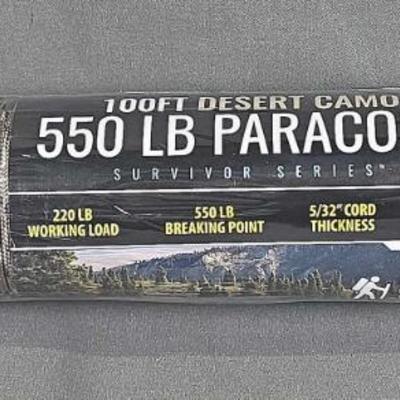 100FT DESERT CAMO
550 LB PARACO
SURVIVOR SERIES™
220 LB
WORKING LOAD
550 LB
BREAKING POINT
5/32" CORD
THICKNESS